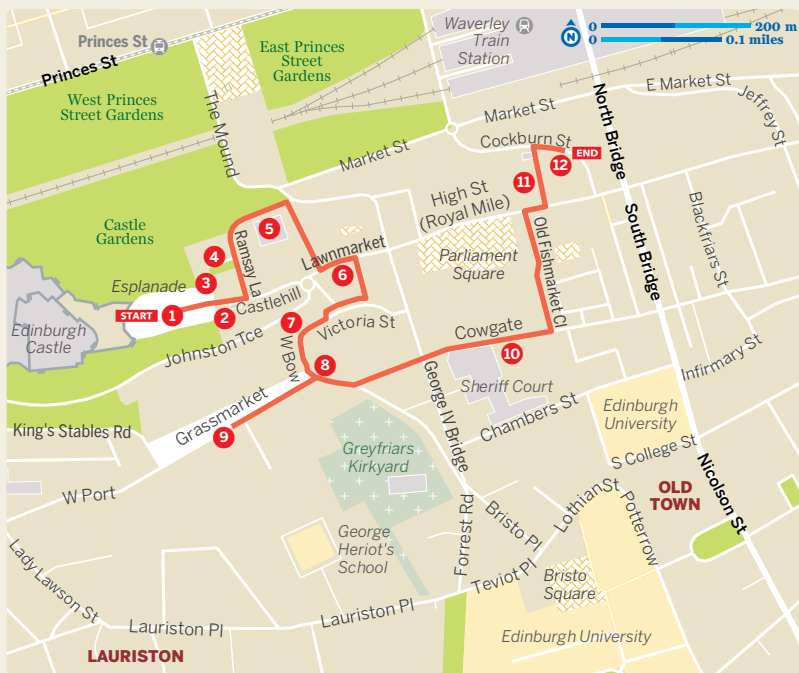 Waverley
Train
Station
N
0 200 m
0 0.1 miles
Princes St
Princes St
East Princes
Street
Gardens
West Princes
Street Gardens
The Mound
Market St
E Market St
Jeffrey St
North Bridge
Cockburn St
END
12
11
Market St
High St
(Royal Mile)
Castle
Gardens
Ramsay La
5
4
Lawnmarket
6
Parliament
Square
Old Fishmarket Cl
South Bridge
Blackfriars St
Esplanade
3
START
1
2
Castlehill
Edinburgh
Castle
Johnston Tce
7
Victoria St
W Bow
8
Cowgate
10
Sheriff Court
George IV Bridge
Chambers St
Infirmary St
Edinburgh
University
Grassmarket
9
King's Stables Rd
Greyfriars
Kirkyard
S College St
Nicolson St
W Port
OLD
TOWN
Lothian St
Potterrow
Bristo Pl
Forrest Rd
George
Heriot's
School
Teviot Pl
Bristo
Square
Lady Lawson St
Lauriston Pl
Lauriston Pl
Edinburgh University
LAURISTON